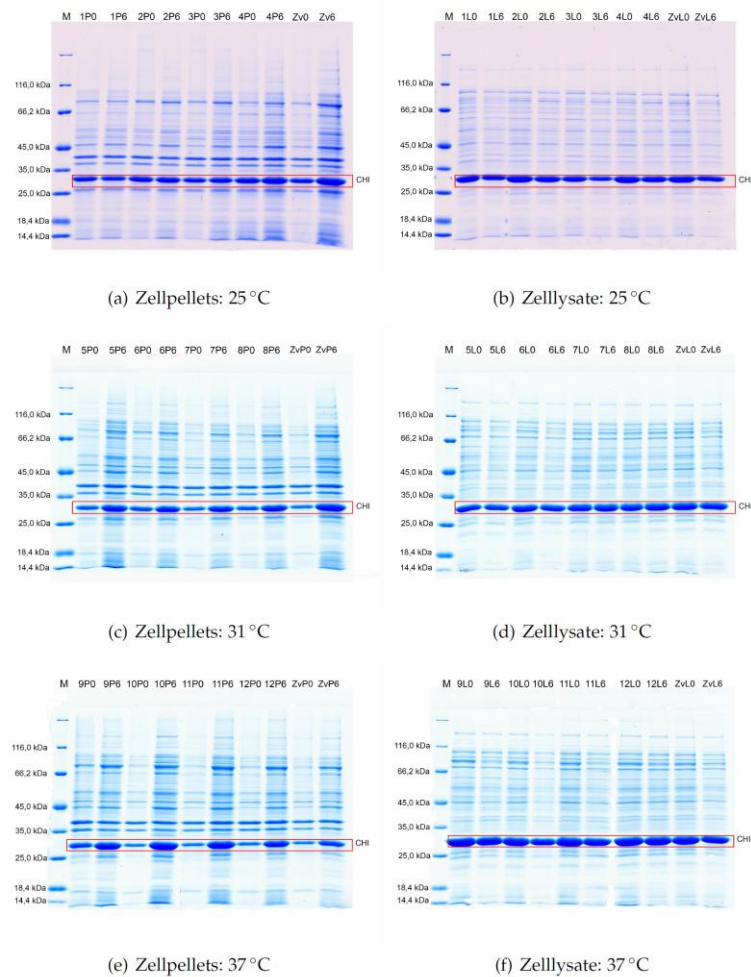 M 1P0 1P6 2P0 2P6 3P0 3P6 4P0 4P6 Zv0 Zv6
116,0 kDa
66,2 kDa
45,0 kDa
35,0 kDa
CHI
25,0 kDa
18,4 kDa
14,4 kDa
(a) Zellpellets: 25 °C
M 1L0 1L6 2L0 2L6 3L0 3L6 4L0 4L6 ZvL0 ZvL6
116,0 kDa
66,2 kDa
45,0 kDa
35,0 kDa
CHI
25,0 kDa
18,4 kDa
14,4 kDa
(b) Zelllysate: 25 °C
M 5P0 5P6 6P0 6P6 7P0 7P6 8P0 8P6 ZvP0 ZvP6
116,0 kDa
66,2 kDa
45,0 kDa
35,0 kDa
CHI
25,0 kDa
18,4 kDa
14,4 kDa
(c) Zellpellets: 31 °C
M 5L0 5L6 6L0 6L6 7L0 7L6 8L0 8L6 ZvL0 ZvL6
116,0 kDa
66,2 kDa
45,0 kDa
35,0 kDa
CHI
25,0 kDa
18,4 kDa
14,4 kDa
(d) Zelllysate: 31 °C
M 9P0 9P6 10P0 10P6 11P0 11P6 12P0 12P6 ZvP0 ZvP6
116,0 kDa
66,2 kDa
45,0 kDa
35,0 kDa
CHI
25,0 kDa
18,4 kDa
14,4 kDa
(e) Zellpellets: 37 °C
M 9L0 9L6 10L0 10L6 11L0 11L6 12L0 12L6 ZvL0 ZvL6
116,0 kDa
66,2 kDa
45,0 kDa
35,0 kDa
CHI
25,0 kDa
18,4 kDa
14,4 kDa
(f) Zelllysate: 37 °C